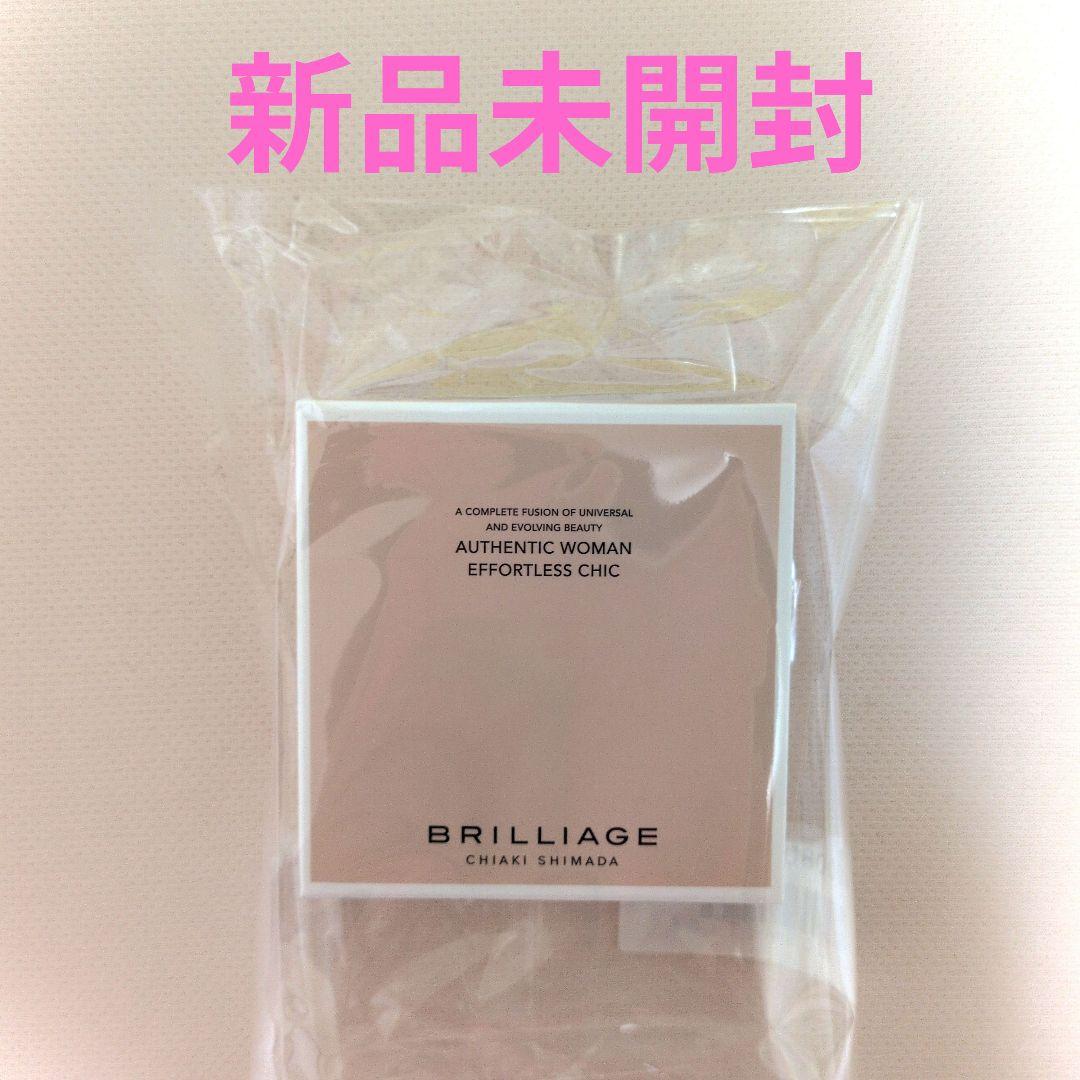 新品未開封
A COMPLETE FUSION OF UNIVERSAL
AND EVOLVING BEAUTY
AUTHENTIC WOMAN
EFFORTLESS CHIC
BRILLIAGE
CHIAKI SHIMADA